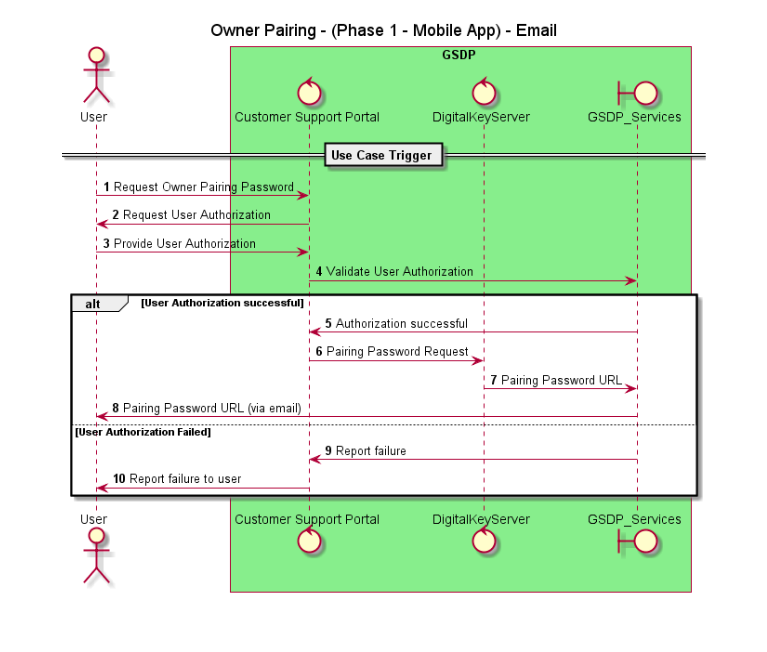 Owner Pairing - (Phase 1 - Mobile App) - Email
GSDP
User
Customer Support Portal
DigitalKeyServer
GSDP_Services
Use Case Trigger
1 Request Owner Pairing Password
2 Request User Authorization
3 Provide User Authorization
4 Validate User Authorization
alt [User Authorization successful]
5 Authorization successful
6 Pairing Password Request
7 Pairing Password URL
8 Pairing Password URL (via email)
[User Authorization Failed]
9 Report failure
10 Report failure to user
User
Customer Support Portal
DigitalKeyServer
GSDP_Services